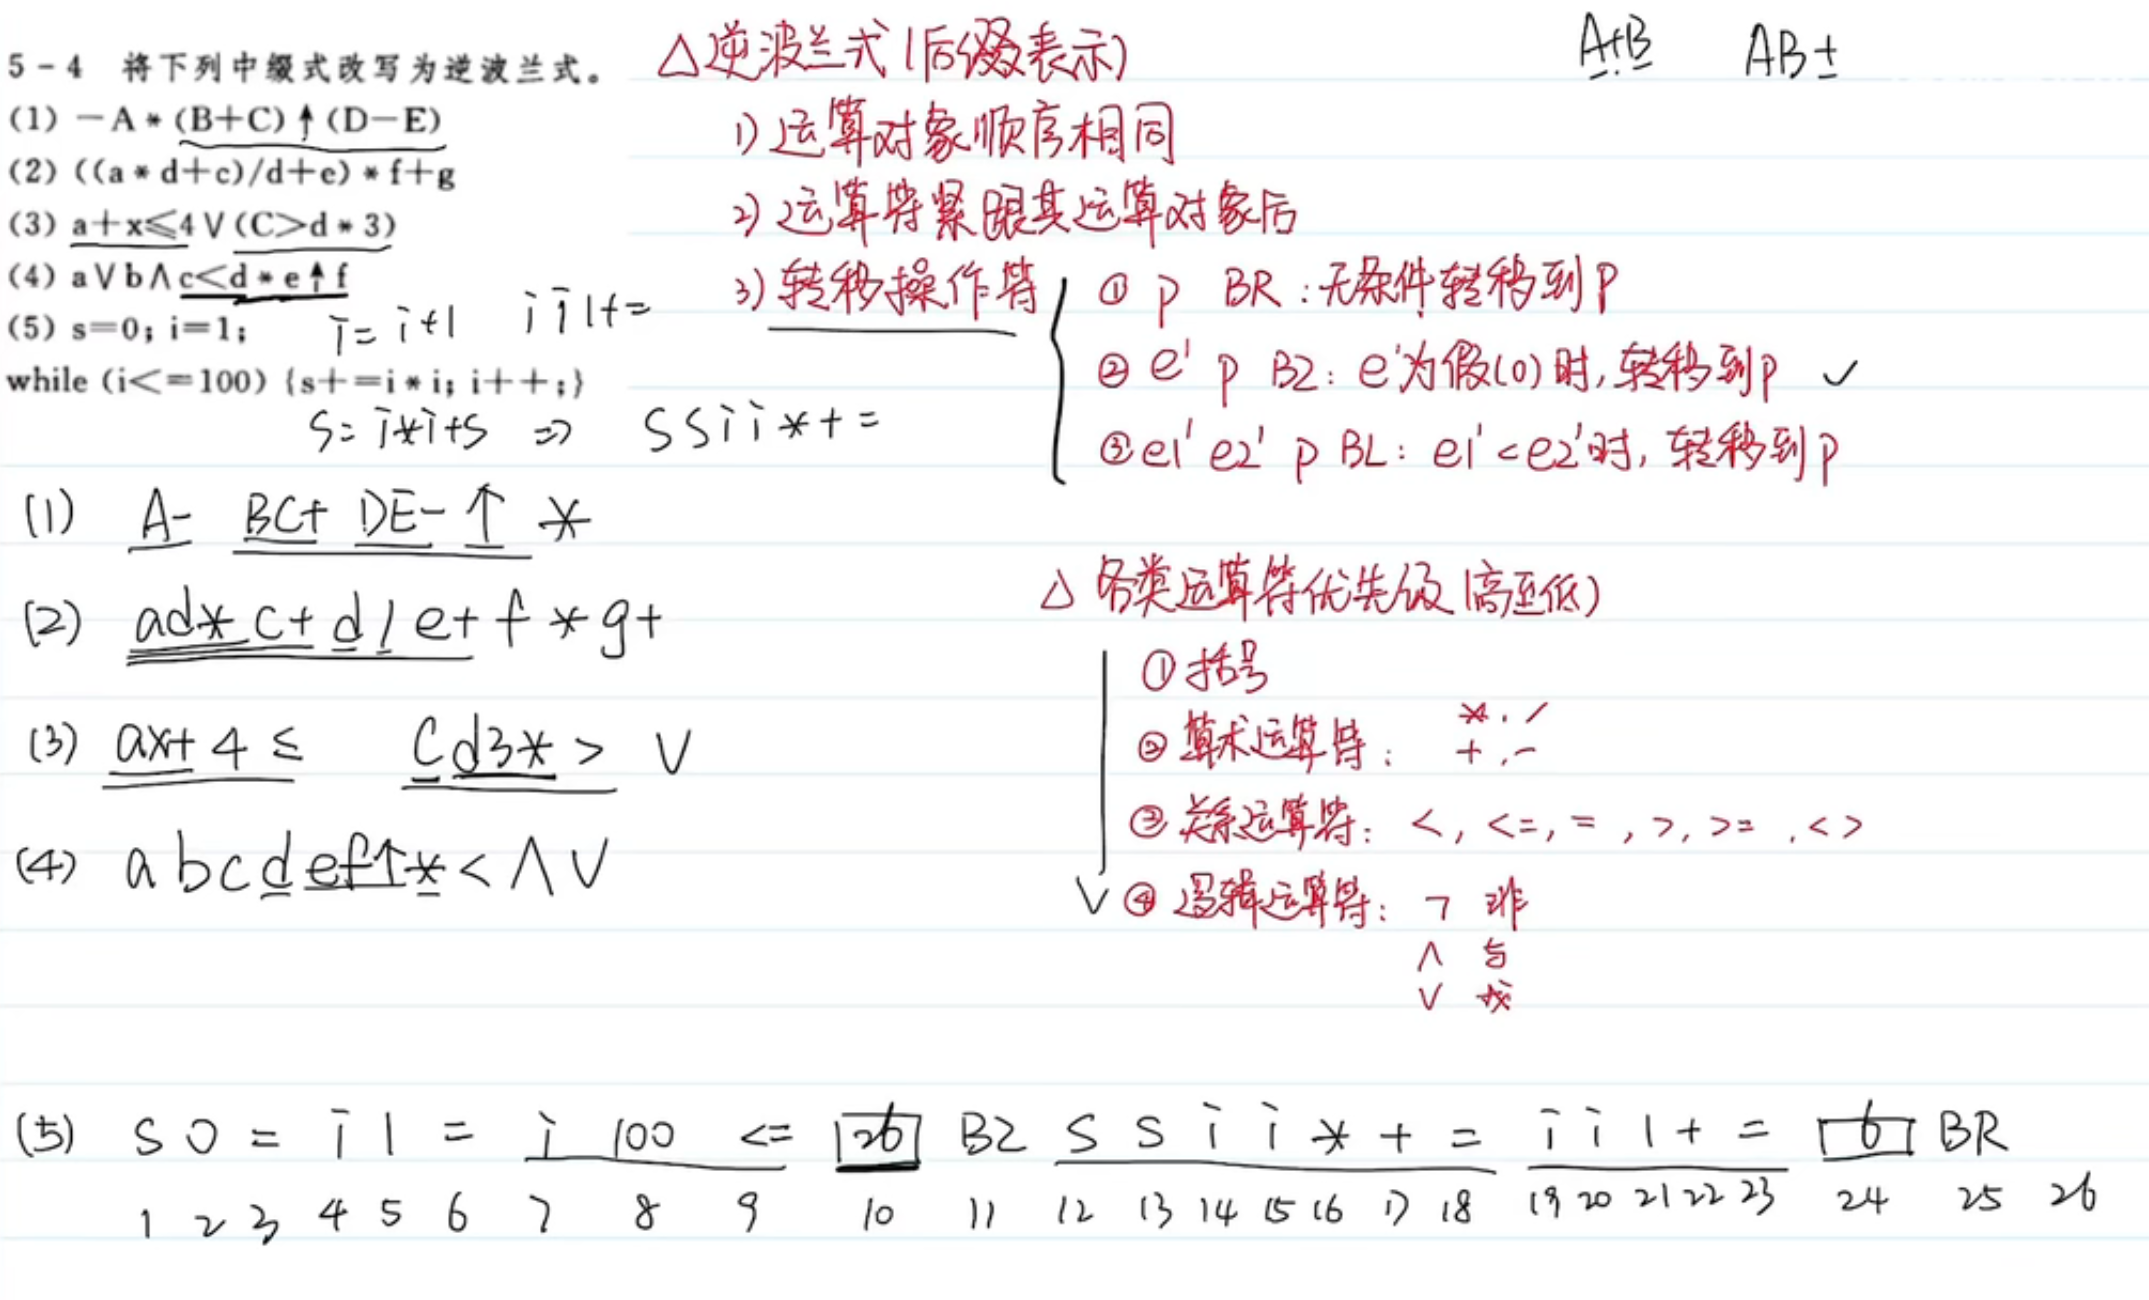 5-4 将下列中缀式改写为逆波兰式。
(1) -A*(B+C)↑(D-E)
(2) ((a*d+c)/d+e)*f+g
(3) a+x≤4∨(C>d*3)
(4) a∨b∧c<d*e↑f
(5) s=0; i=1;
while (i<=100) {s+=i*i; i++;}
i=i+1 i i 1+=
S=i*i+S ⇒ SSii*+=
△逆波兰式(后缀表示)
A+B AB+
1) 运算对象顺序相同
2) 运算符紧跟其运算对象后
3) 转移操作符
① p BR:无条件转移到P
② e' p BZ: e'为假(0)时,转移到p ✓
③ e1' e2' p BL: e1'<e2'时,转移到p
(1) A- BC+ DE-↑ *
(2) ad*c+d/e+f*g+
(3) ax+4≤ Cd3*> ∨
(4) abcdef↑*<∧∨
△ 各类运算符优先级(高至低)
① 括号
② 算术运算符: *, /
+, -
③ 关系运算符: <, <=, =, >, >=, <>
④ 逻辑运算符: ¬ 非
∧ 与
∨ 或
(5) S 0 = i 1 = i 100 <= 26 BZ S S i i * + = i i 1 + = 6 BR
1 2 3 4 5 6 7 8 9 10 11 12 13 14 15 16 17 18 19 20 21 22 23 24 25 26